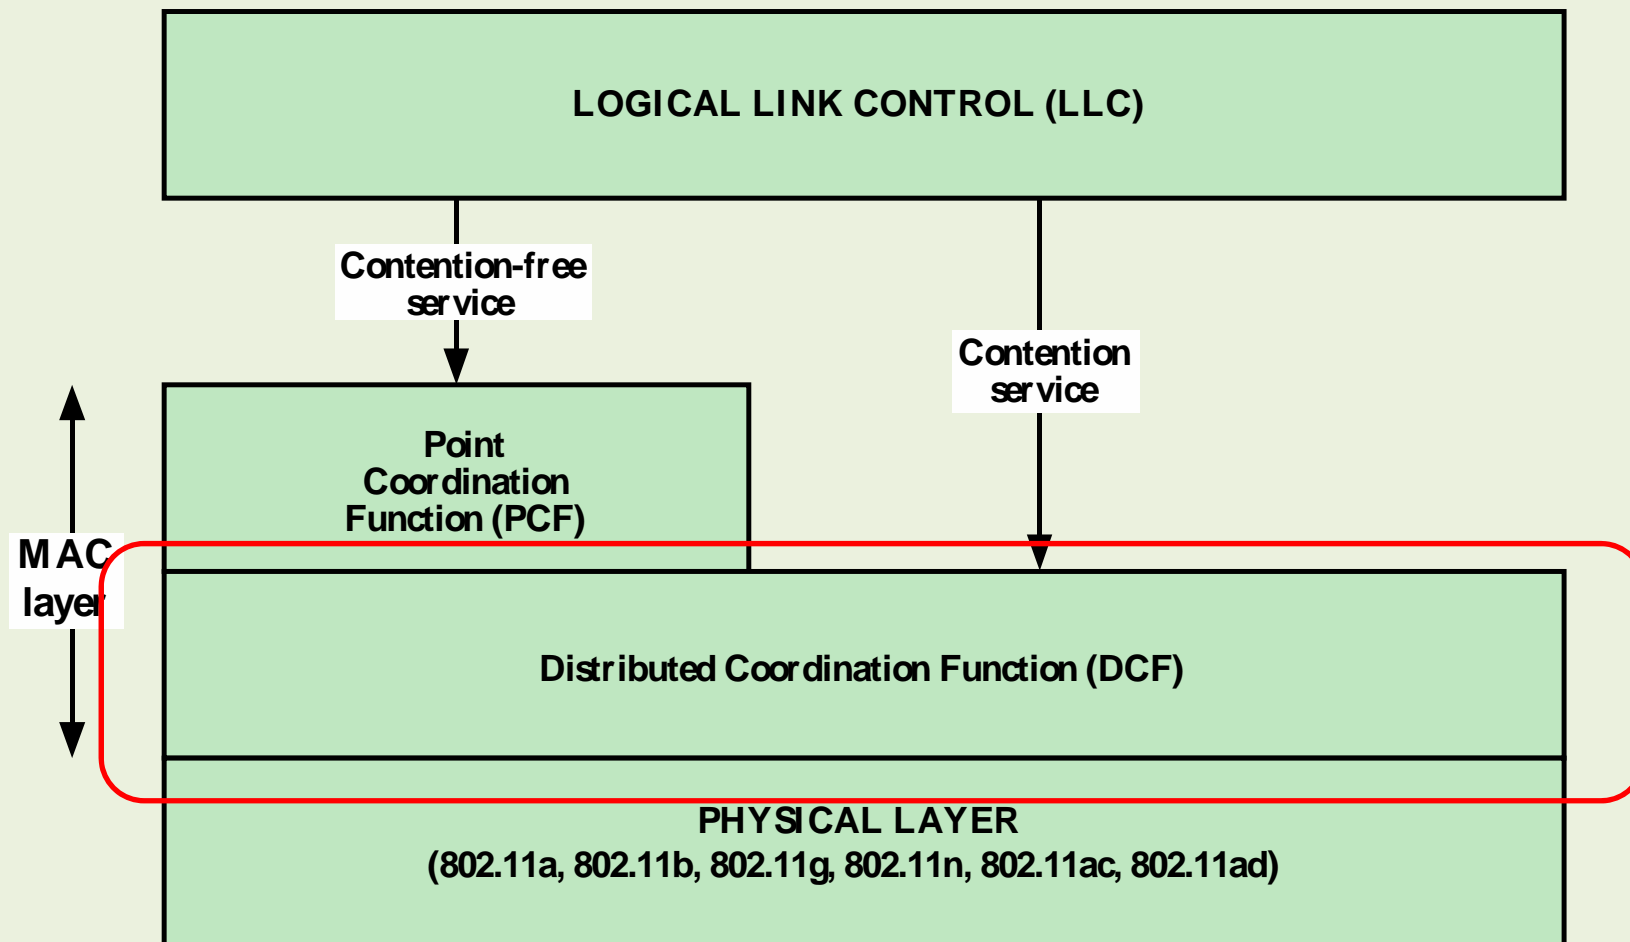 LOGICAL LINK CONTROL (LLC)
Contention-free
service
Contention
service
Point
Coordination
Function (PCF)
MAC
layer
Distributed Coordination Function (DCF)
PHYSICAL LAYER
(802.11a, 802.11b, 802.11g, 802.11n, 802.11ac, 802.11ad)